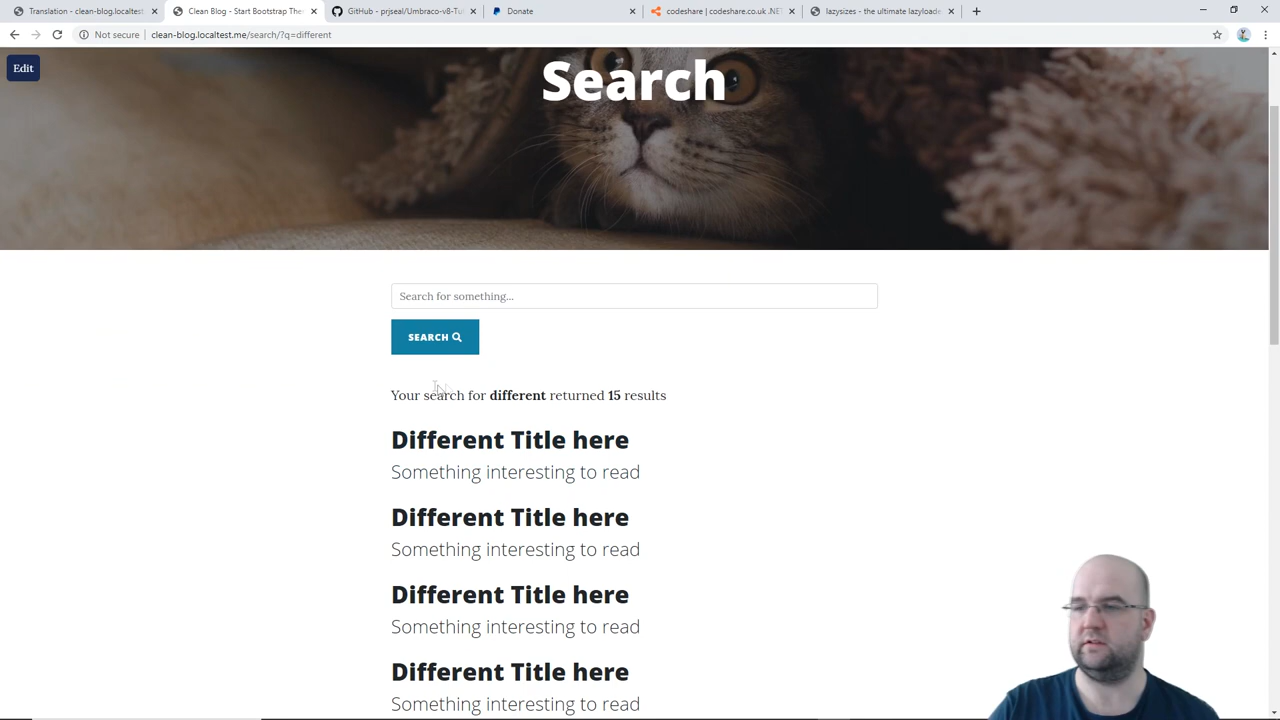 Translation - clean-blog.localtest
Clean Blog - Start Bootstrap The
GitHub - prjseal/Umbraco-v8-Tut
Donate
codeshare | codeshare.co.uk .NET
lazysizes - the ultimate lazyloade
Not secure
clean-blog.localtest.me/search/?q=different
Edit
Search
Search for something...
SEARCH
Your search for different returned 15 results
Different Title here
Something interesting to read
Different Title here
Something interesting to read
Different Title here
Something interesting to read
Different Title here
Something interesting to read